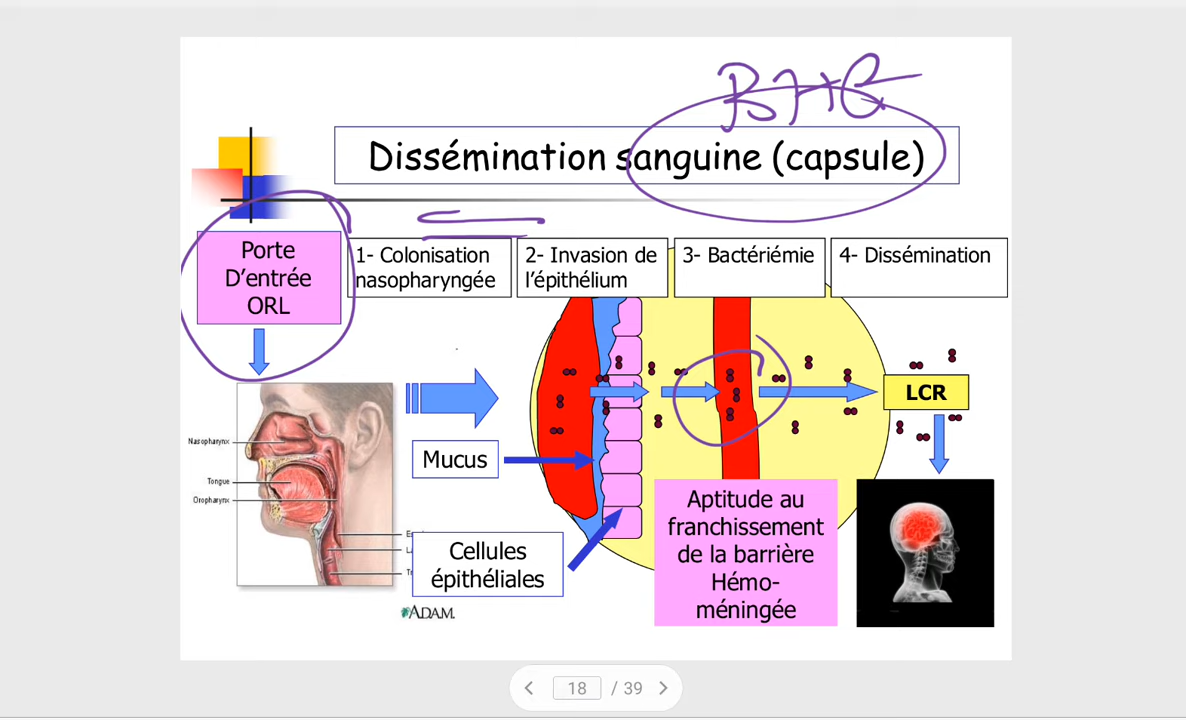 Dissémination sanguine (capsule)
Porte
D'entrée
ORL
1- Colonisation
nasopharyngée
2- Invasion de
l'épithélium
3- Bactériémie
4- Dissémination
LCR
Nasopharynx
Tongue
Oropharynx
Mucus
Cellules
épithéliales
Aptitude au
franchissement
de la barrière
Hémo-
méningée
ADAM.
18 / 39